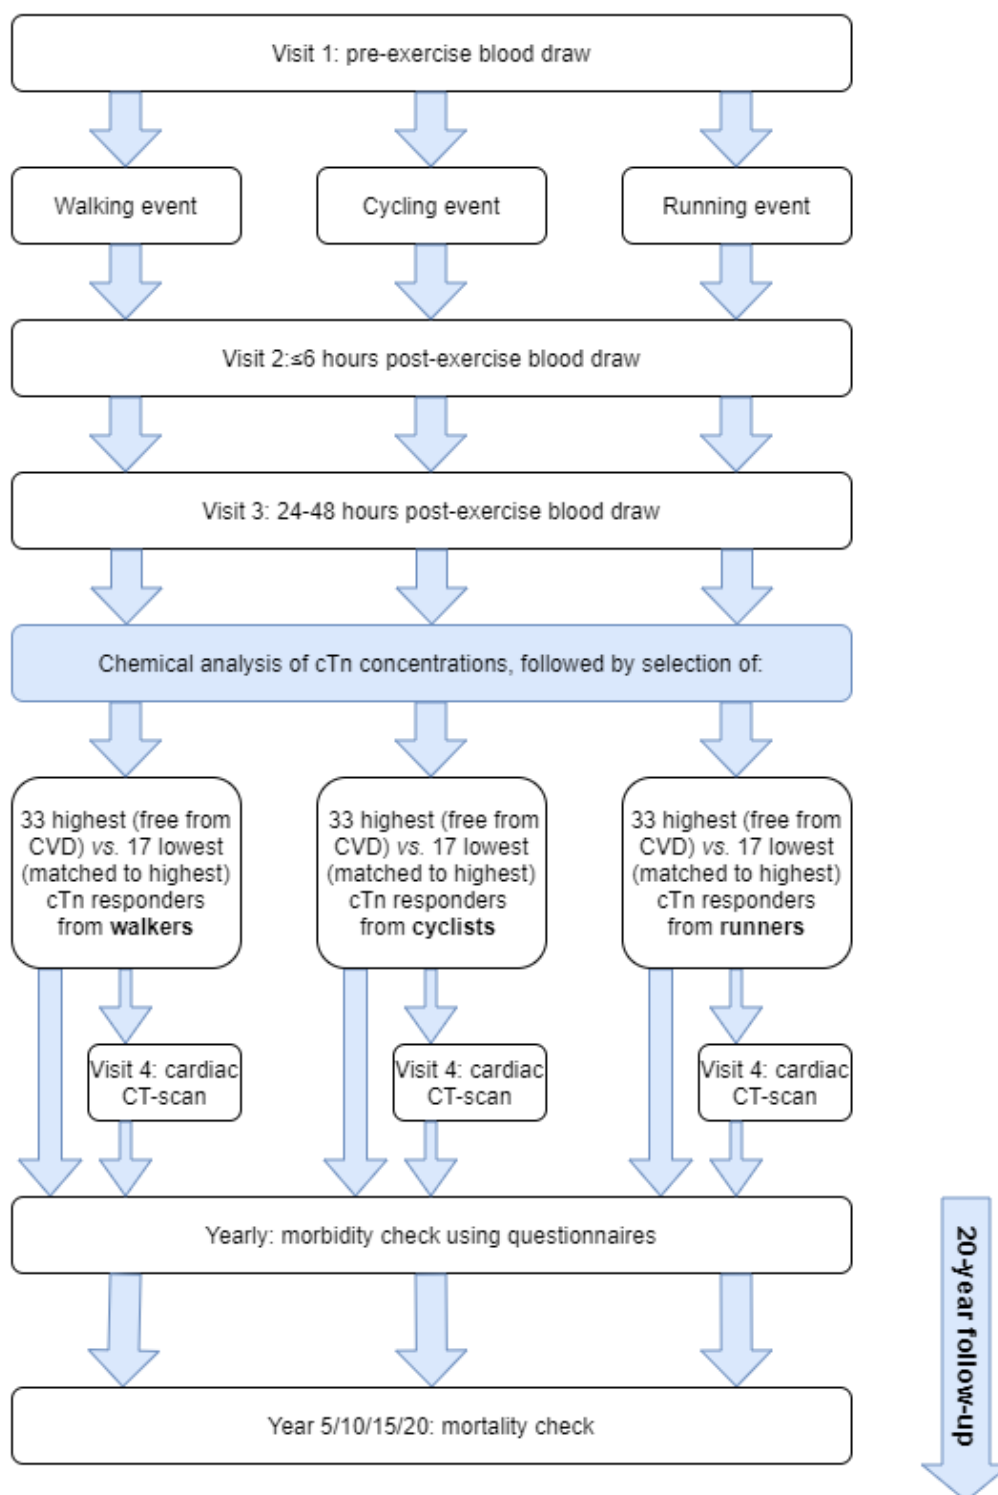 Visit 1: pre-exercise blood draw
Walking event
Cycling event
Running event
Visit 2:≤6 hours post-exercise blood draw
Visit 3: 24-48 hours post-exercise blood draw
Chemical analysis of cTn concentrations, followed by selection of:
33 highest (free from
CVD) vs. 17 lowest
(matched to highest)
cTn responders
from walkers
33 highest (free from
CVD) vs. 17 lowest
(matched to highest)
cTn responders
from cyclists
33 highest (free from
CVD) vs. 17 lowest
(matched to highest)
cTn responders
from runners
Visit 4: cardiac
CT-scan
Visit 4: cardiac
CT-scan
Visit 4: cardiac
CT-scan
Yearly: morbidity check using questionnaires
Year 5/10/15/20: mortality check
20-year follow-up